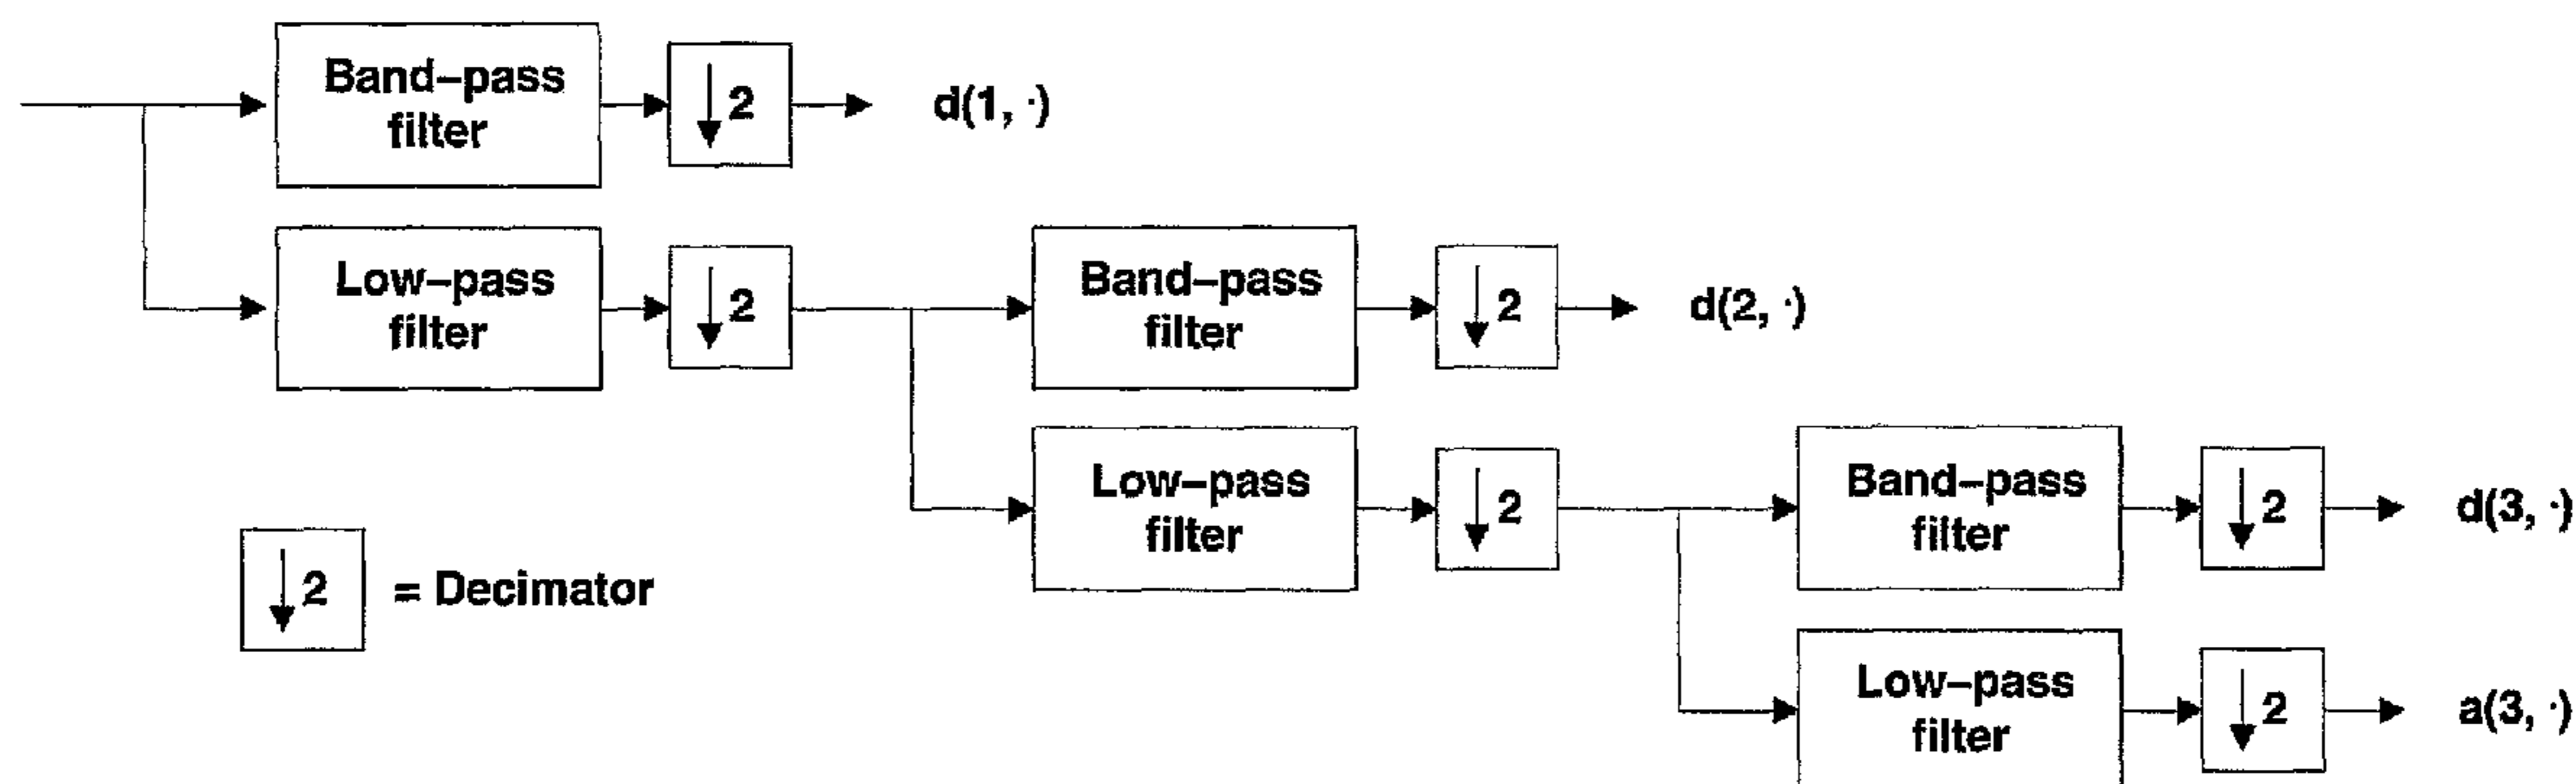 Band–pass
filter
↓2
d(1, ·)
Low–pass
filter
↓2
Band–pass
filter
↓2
d(2, ·)
Low–pass
filter
↓2
Band–pass
filter
↓2
d(3, ·)
↓2 = Decimator
Low–pass
filter
↓2
a(3, ·)